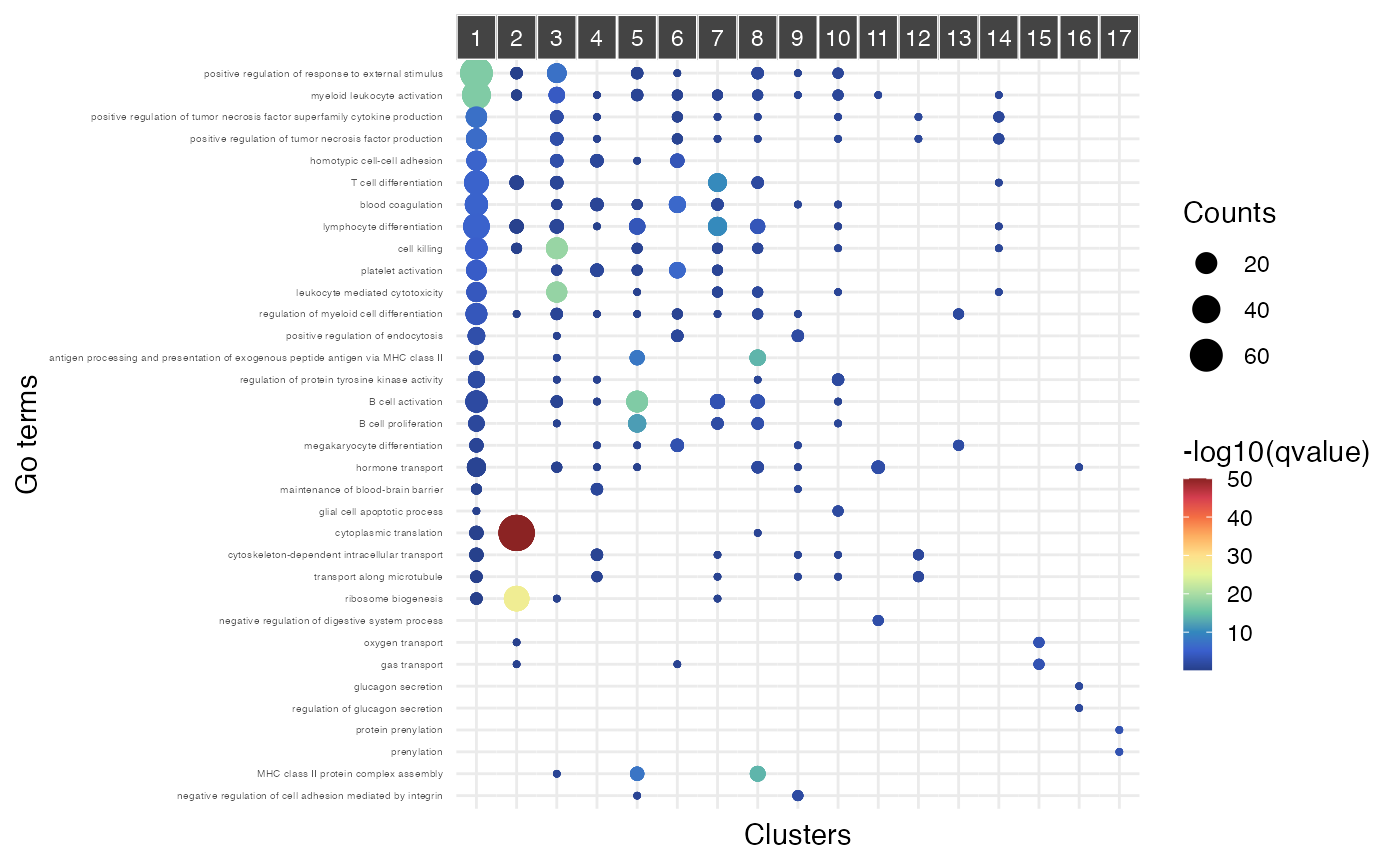 1 2 3 4 5 6 7 8 9 10 11 12 13 14 15 16 17
positive regulation of response to external stimulus
myeloid leukocyte activation
positive regulation of tumor necrosis factor superfamily cytokine production
positive regulation of tumor necrosis factor production
homotypic cell-cell adhesion
T cell differentiation
blood coagulation
lymphocyte differentiation
cell killing
platelet activation
leukocyte mediated cytotoxicity
regulation of myeloid cell differentiation
positive regulation of endocytosis
antigen processing and presentation of exogenous peptide antigen via MHC class II
regulation of protein tyrosine kinase activity
B cell activation
B cell proliferation
megakaryocyte differentiation
hormone transport
maintenance of blood-brain barrier
glial cell apoptotic process
cytoplasmic translation
cytoskeleton-dependent intracellular transport
transport along microtubule
ribosome biogenesis
negative regulation of digestive system process
oxygen transport
gas transport
glucagon secretion
regulation of glucagon secretion
protein prenylation
prenylation
MHC class II protein complex assembly
negative regulation of cell adhesion mediated by integrin
Go terms
Clusters
Counts
20
40
60
-log10(qvalue)
50
40
30
20
10